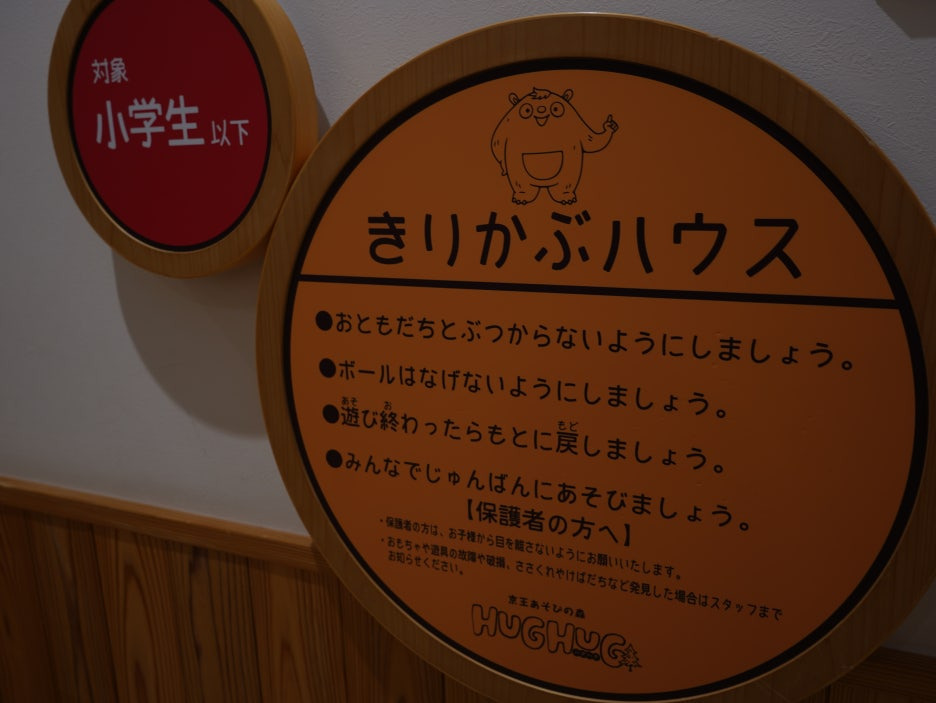 対象
小学生 以下
きりかぶハウス
●おともだちとぶつからないようにしましょう。
●ボールはなげないようにしましょう。
●遊び終わったらもとに戻しましょう。
●みんなでじゅんばんにあそびましょう。
【保護者の方へ】
・保護者の方は、お子様から目を離さないようにお願いいたします。
・おもちゃや遊具の故障や破損、ささくれやけばだちなど発見した場合はスタッフまで
お知らせください。
京王あそびの森
HUGHUG